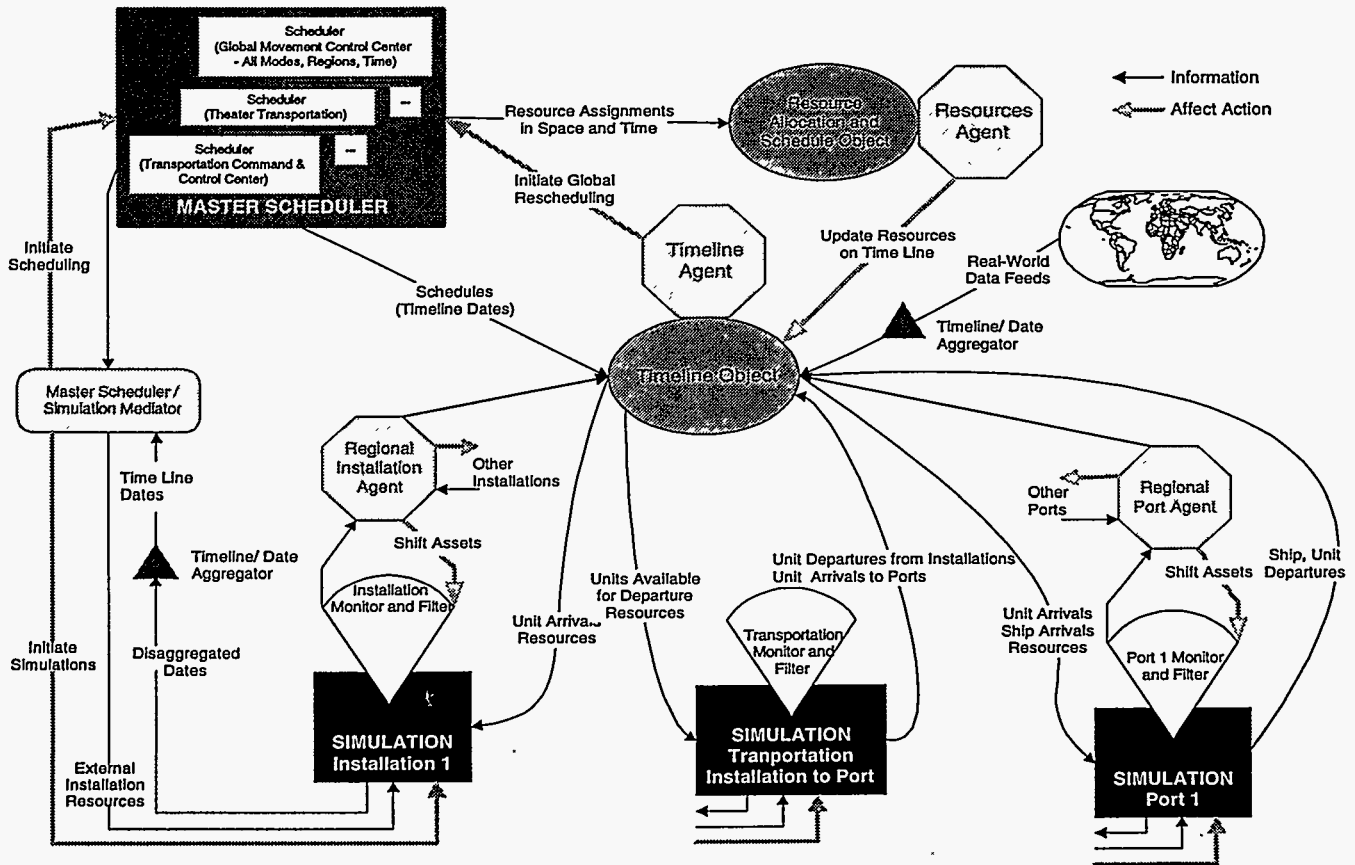 Scheduler
(Global Movement Control Center
- All Modes, Regions, Time)
Scheduler
(Theater Transportation)
--
Scheduler
(Transportation Command &
Control Center)
--
MASTER SCHEDULER
Resource Assignments
in Space and Time
Resource
Allocation and
Schedule Object
Resources
Agent
Information
Affect Action
Initiate Global
Rescheduling
Initiate
Scheduling
Timeline
Agent
Update Resources
on Time Line
Real-World
Data Feeds
Schedules
(Timeline Dates)
Timeline/ Date
Aggregator
Timeline Object
Master Scheduler /
Simulation Mediator
Regional
Installation
Agent
Other
Installations
Time Line
Dates
Regional
Port Agent
Other
Ports
Shift Assets
Timeline/ Date
Aggregator
Installation
Monitor and Filter
Units Available
for Departure
Resources
Unit Departures from Installations
Unit Arrivals to Ports
Shift Assets
Ship, Unit
Departures
Unit Arrivals
Resources
Unit Arrivals
Ship Arrivals
Resources
Initiate
Simulations
Disaggregated
Dates
Transportation
Monitor and
Filter
Port 1 Monitor
and Filter
SIMULATION
Installation 1
SIMULATION
Tranportation
Installation to Port
SIMULATION
Port 1
External
Installation
Resources